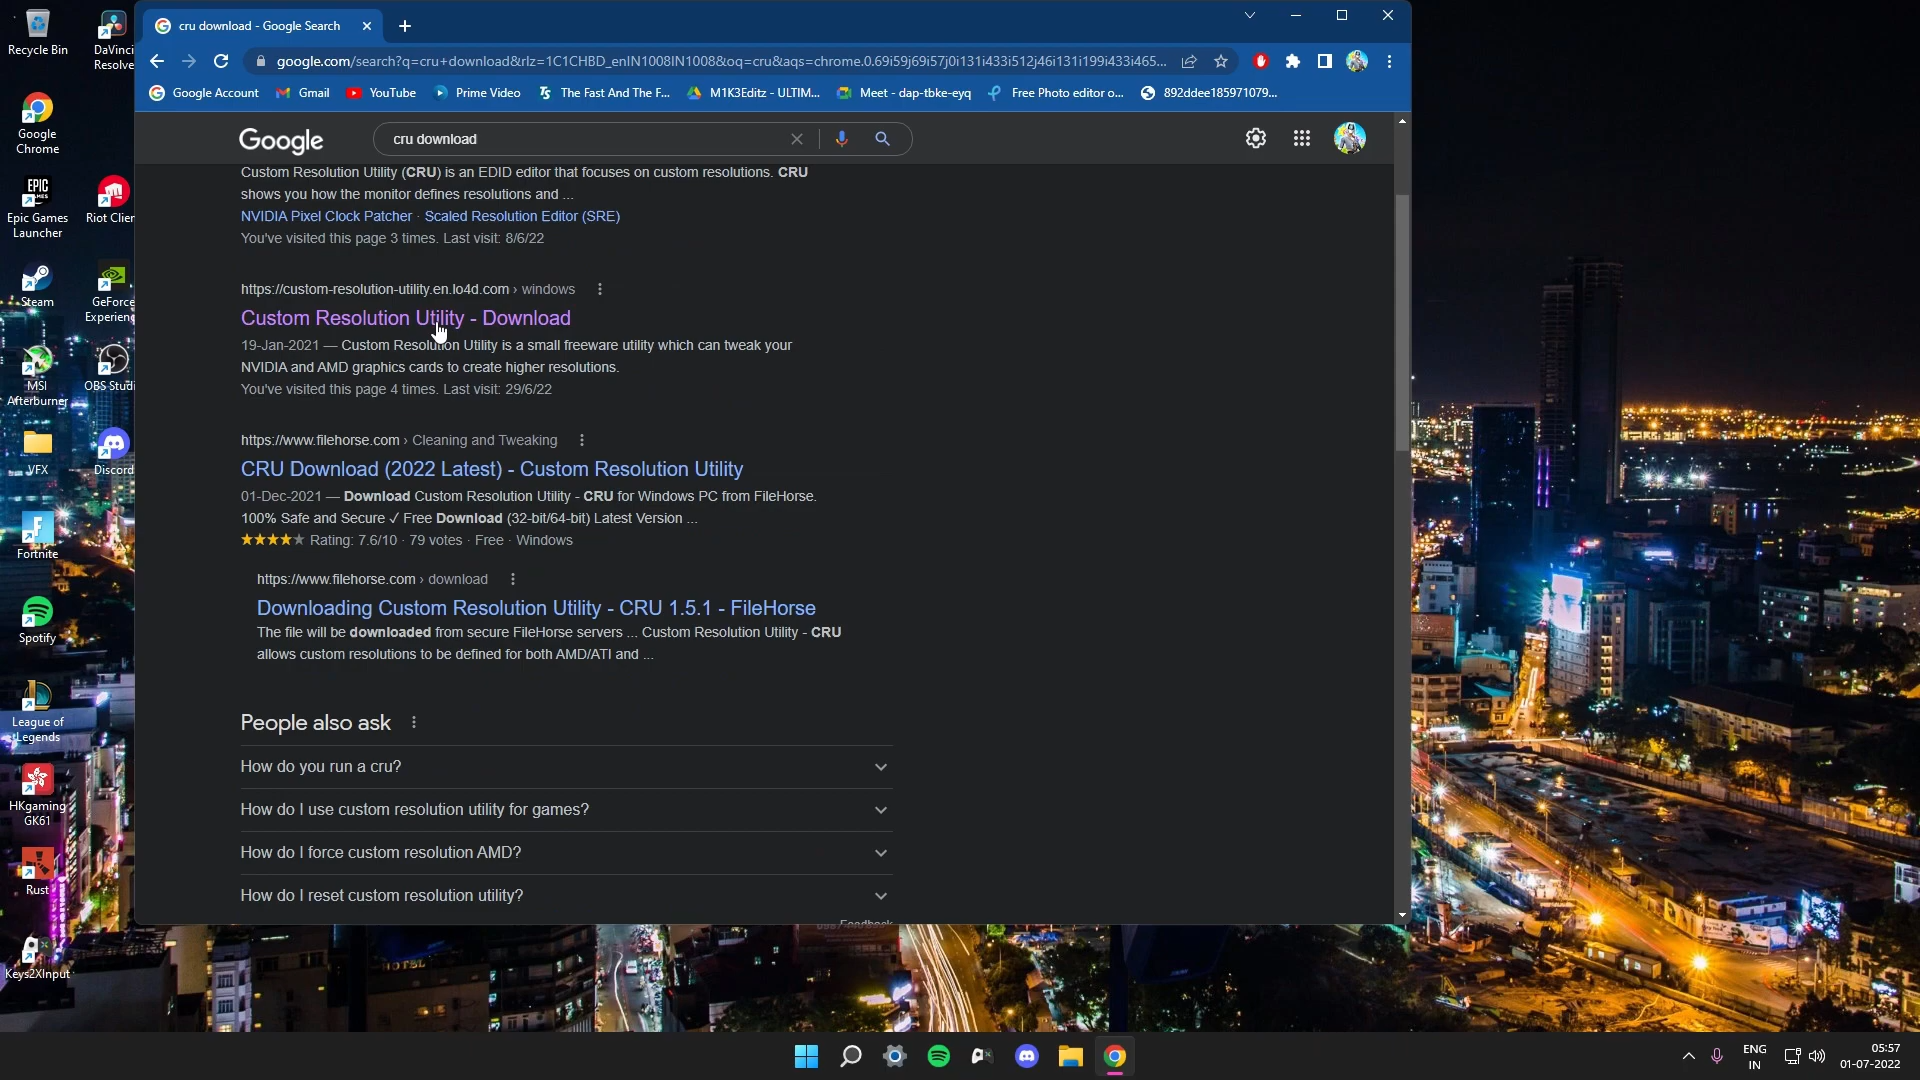 Recycle Bin
DaVinci
Resolve
Google
Chrome
EPIC
GAMES
Epic Games
Launcher
Riot Clien
Steam
GeForce
Experienc
MSI
Afterburner
OBS Studi
VFX
Discord
Fortnite
Spotify
League of
Legends
HKgaming
GK61
Rust
Keys2XInput
cru download - Google Search
google.com/search?q=cru+download&rlz=1C1CHBD_enIN1008IN1008&oq=cru&aqs=chrome.0.69i59j69i57j0i131i433i512j46i131i199i433i465...
Google Account
Gmail
YouTube
Prime Video
The Fast And The F...
M1K3Editz - ULTIM...
Meet - dap-tbke-eyq
Free Photo editor o...
892ddee185971079...
Google
cru download
Custom Resolution Utility (CRU) is an EDID editor that focuses on custom resolutions. CRU
shows you how the monitor defines resolutions and ...
NVIDIA Pixel Clock Patcher · Scaled Resolution Editor (SRE)
You've visited this page 3 times. Last visit: 8/6/22
https://custom-resolution-utility.en.lo4d.com › windows
Custom Resolution Utility - Download
19-Jan-2021 — Custom Resolution Utility is a small freeware utility which can tweak your
NVIDIA and AMD graphics cards to create higher resolutions.
You've visited this page 4 times. Last visit: 29/6/22
https://www.filehorse.com › Cleaning and Tweaking
CRU Download (2022 Latest) - Custom Resolution Utility
01-Dec-2021 — Download Custom Resolution Utility - CRU for Windows PC from FileHorse.
100% Safe and Secure ✓ Free Download (32-bit/64-bit) Latest Version ...
Rating: 7.6/10 · 79 votes · Free · Windows
https://www.filehorse.com › download
Downloading Custom Resolution Utility - CRU 1.5.1 - FileHorse
The file will be downloaded from secure FileHorse servers ... Custom Resolution Utility - CRU
allows custom resolutions to be defined for both AMD/ATI and ...
People also ask
How do you run a cru?
How do I use custom resolution utility for games?
How do I force custom resolution AMD?
How do I reset custom resolution utility?
Feedback
HOTEL
ENG
IN
05:57
01-07-2022